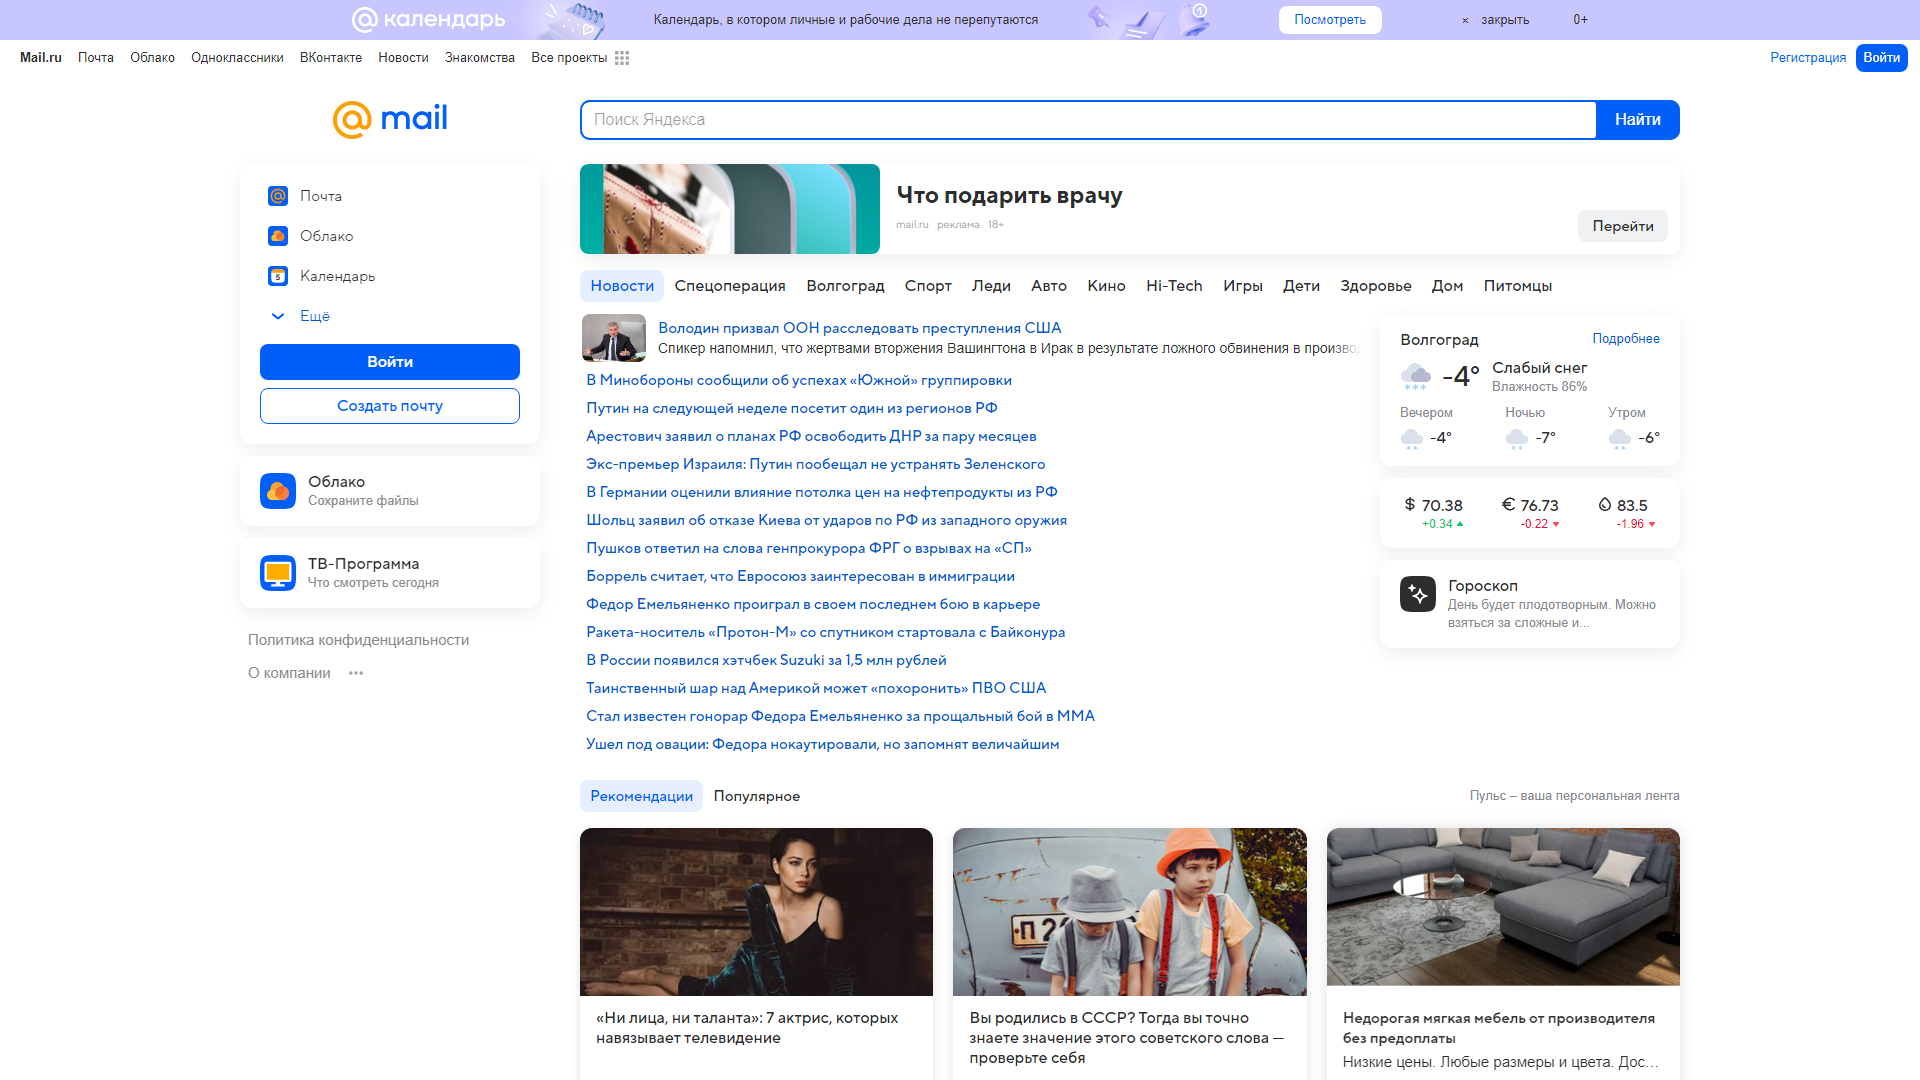 календарь
Календарь, в котором личные и рабочие дела не перепутаются
1
Посмотреть
× закрыть
0+
Mail.ru Почта Облако Одноклассники ВКонтакте Новости Знакомства Все проекты
Регистрация Войти
@mail
Поиск Яндекса
Найти
Почта
Облако
5
Календарь
Ещё
Войти
Создать почту
Облако
Сохраните файлы
ТВ-Программа
Что смотреть сегодня
Политика конфиденциальности
О компании •••
Что подарить врачу
mail.ru реклама 18+
Перейти
Новости Спецоперация Волгоград Спорт Леди Авто Кино Hi-Tech Игры Дети Здоровье Дом Питомцы
Володин призвал ООН расследовать преступления США
Спикер напомнил, что жертвами вторжения Вашингтона в Ирак в результате ложного обвинения в произво
В Минобороны сообщили об успехах «Южной» группировки
Путин на следующей неделе посетит один из регионов РФ
Арестович заявил о планах РФ освободить ДНР за пару месяцев
Экс-премьер Израиля: Путин пообещал не устранять Зеленского
В Германии оценили влияние потолка цен на нефтепродукты из РФ
Шольц заявил об отказе Киева от ударов по РФ из западного оружия
Пушков ответил на слова генпрокурора ФРГ о взрывах на «СП»
Боррель считает, что Евросоюз заинтересован в иммиграции
Федор Емельяненко проиграл в своем последнем бою в карьере
Ракета-носитель «Протон-М» со спутником стартовала с Байконура
В России появился хэтчбек Suzuki за 1,5 млн рублей
Таинственный шар над Америкой может «похоронить» ПВО США
Стал известен гонорар Федора Емельяненко за прощальный бой в ММА
Ушел под овации: Федора нокаутировали, но запомнят величайшим
Волгоград
Подробнее
-4°
Слабый снег
Влажность 86%
Вечером Ночью Утром
-4° -7° -6°
$ 70.38 € 76.73 83.5
+0.34 -0.22 -1.96
Гороскоп
День будет плодотворным. Можно
взяться за сложные и...
Рекомендации Популярное
Пульс – ваша персональная лента
П2
«Ни лица, ни таланта»: 7 актрис, которых
навязывает телевидение
Вы родились в СССР? Тогда вы точно
знаете значение этого советского слова —
проверьте себя
Недорогая мягкая мебель от производителя
без предоплаты
Низкие цены. Любые размеры и цвета. Дос...